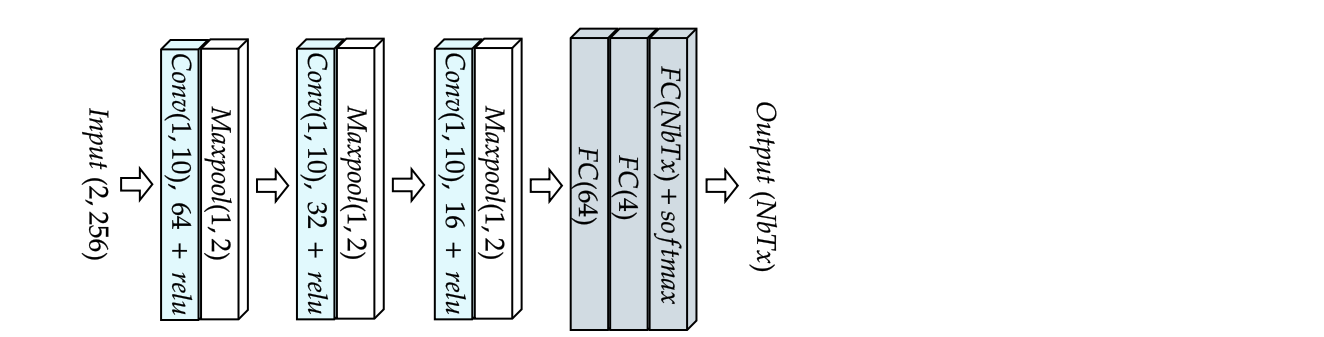 Input (2, 256)
Conv(1, 10), 64 + relu
Maxpool(1, 2)
Conv(1, 10), 32 + relu
Maxpool(1, 2)
Conv(1, 10), 16 + relu
Maxpool(1, 2)
FC(64)
FC(4)
FC(NbTx) + softmax
Output (NbTx)